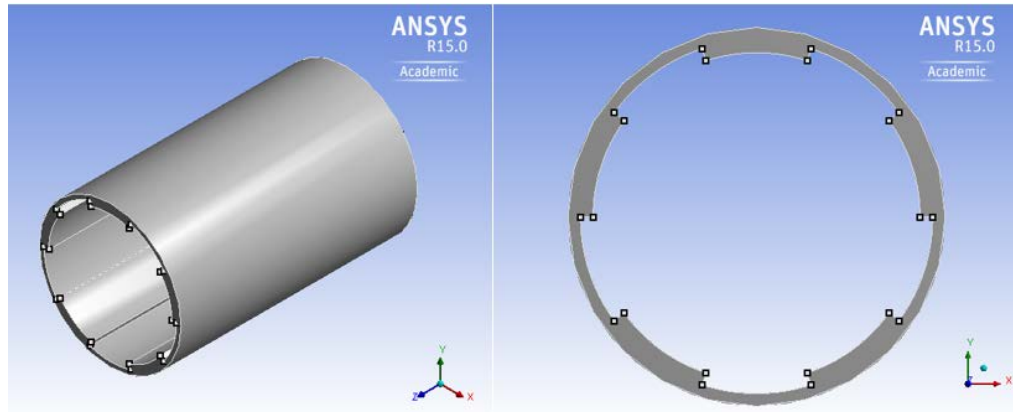 ANSYS
R15.0
Academic
Y
Z
X
ANSYS
R15.0
Academic
Y
Z
X